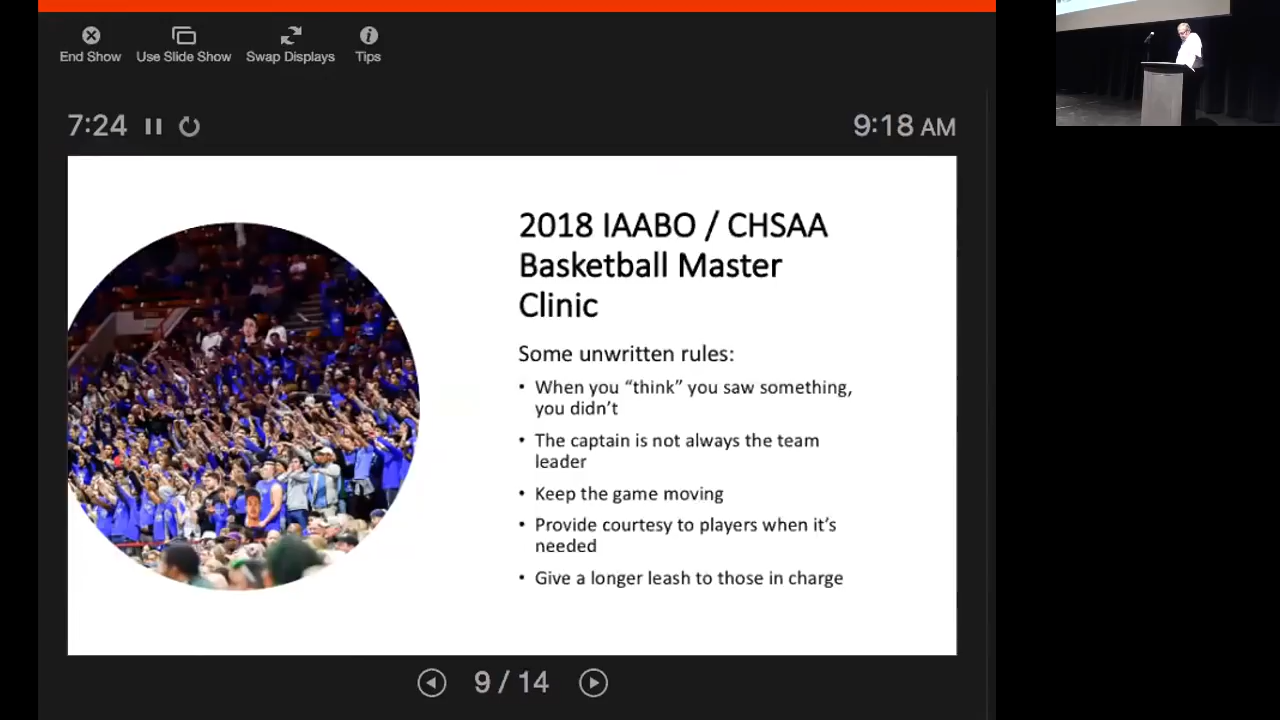 End Show
Use Slide Show
Swap Displays
Tips
7:24
9:18 AM
2018 IAABO / CHSAA
Basketball Master
Clinic
Some unwritten rules:
• When you “think” you saw something,
you didn’t
• The captain is not always the team
leader
• Keep the game moving
• Provide courtesy to players when it’s
needed
• Give a longer leash to those in charge
9 / 14